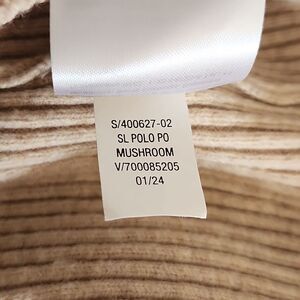 S/400627-02
SL POLO PO
MUSHROOM
V/700085205
01/24